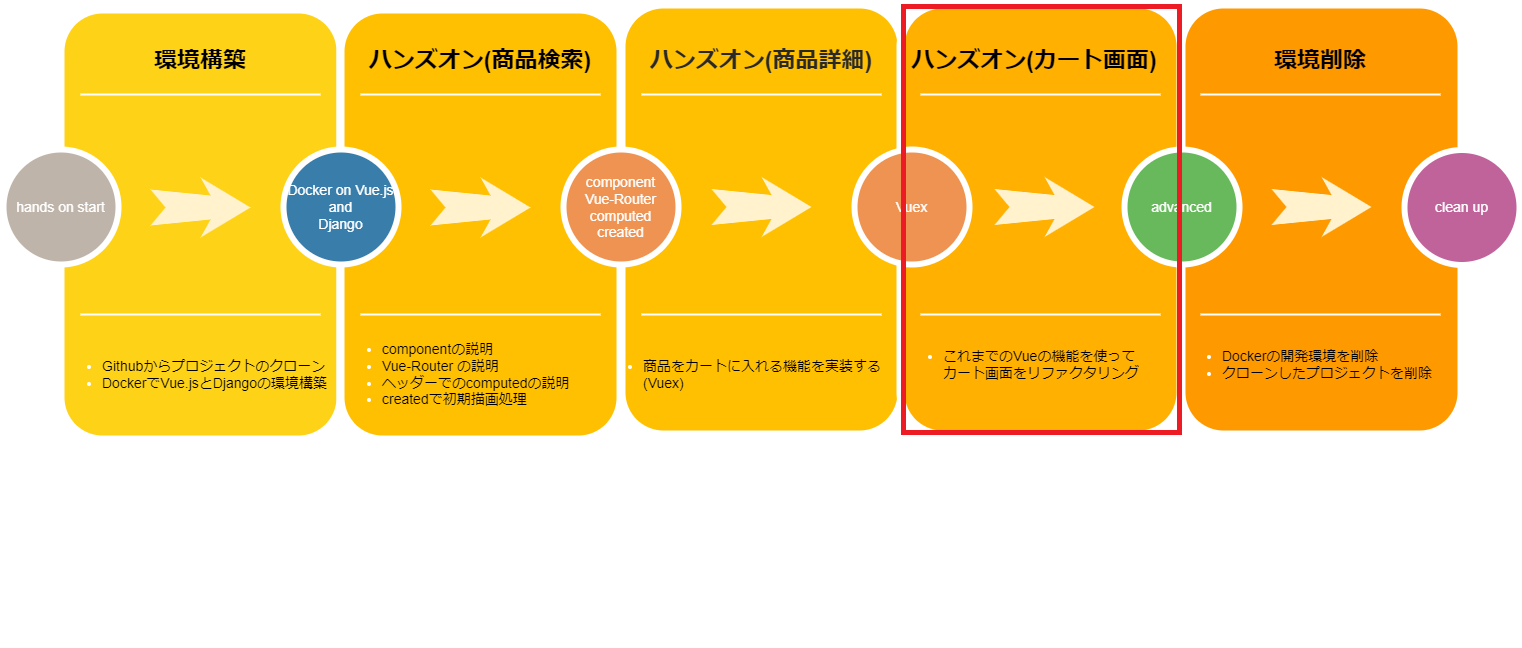 環境構築
ハンズオン(商品検索)
ハンズオン(商品詳細)
ハンズオン(カート画面)
環境削除
hands on start
Docker on Vue.js
and
Django
component
Vue-Router
computed
created
Vuex
advanced
clean up
Githubからプロジェクトのクローン
DockerでVue.jsとDjangoの環境構築
componentの説明
Vue-Router の説明
ヘッダーでのcomputedの説明
createdで初期描画処理
商品をカートに入れる機能を実装する
(Vuex)
これまでのVueの機能を使って
カート画面をリファクタリング
Dockerの開発環境を削除
クローンしたプロジェクトを削除